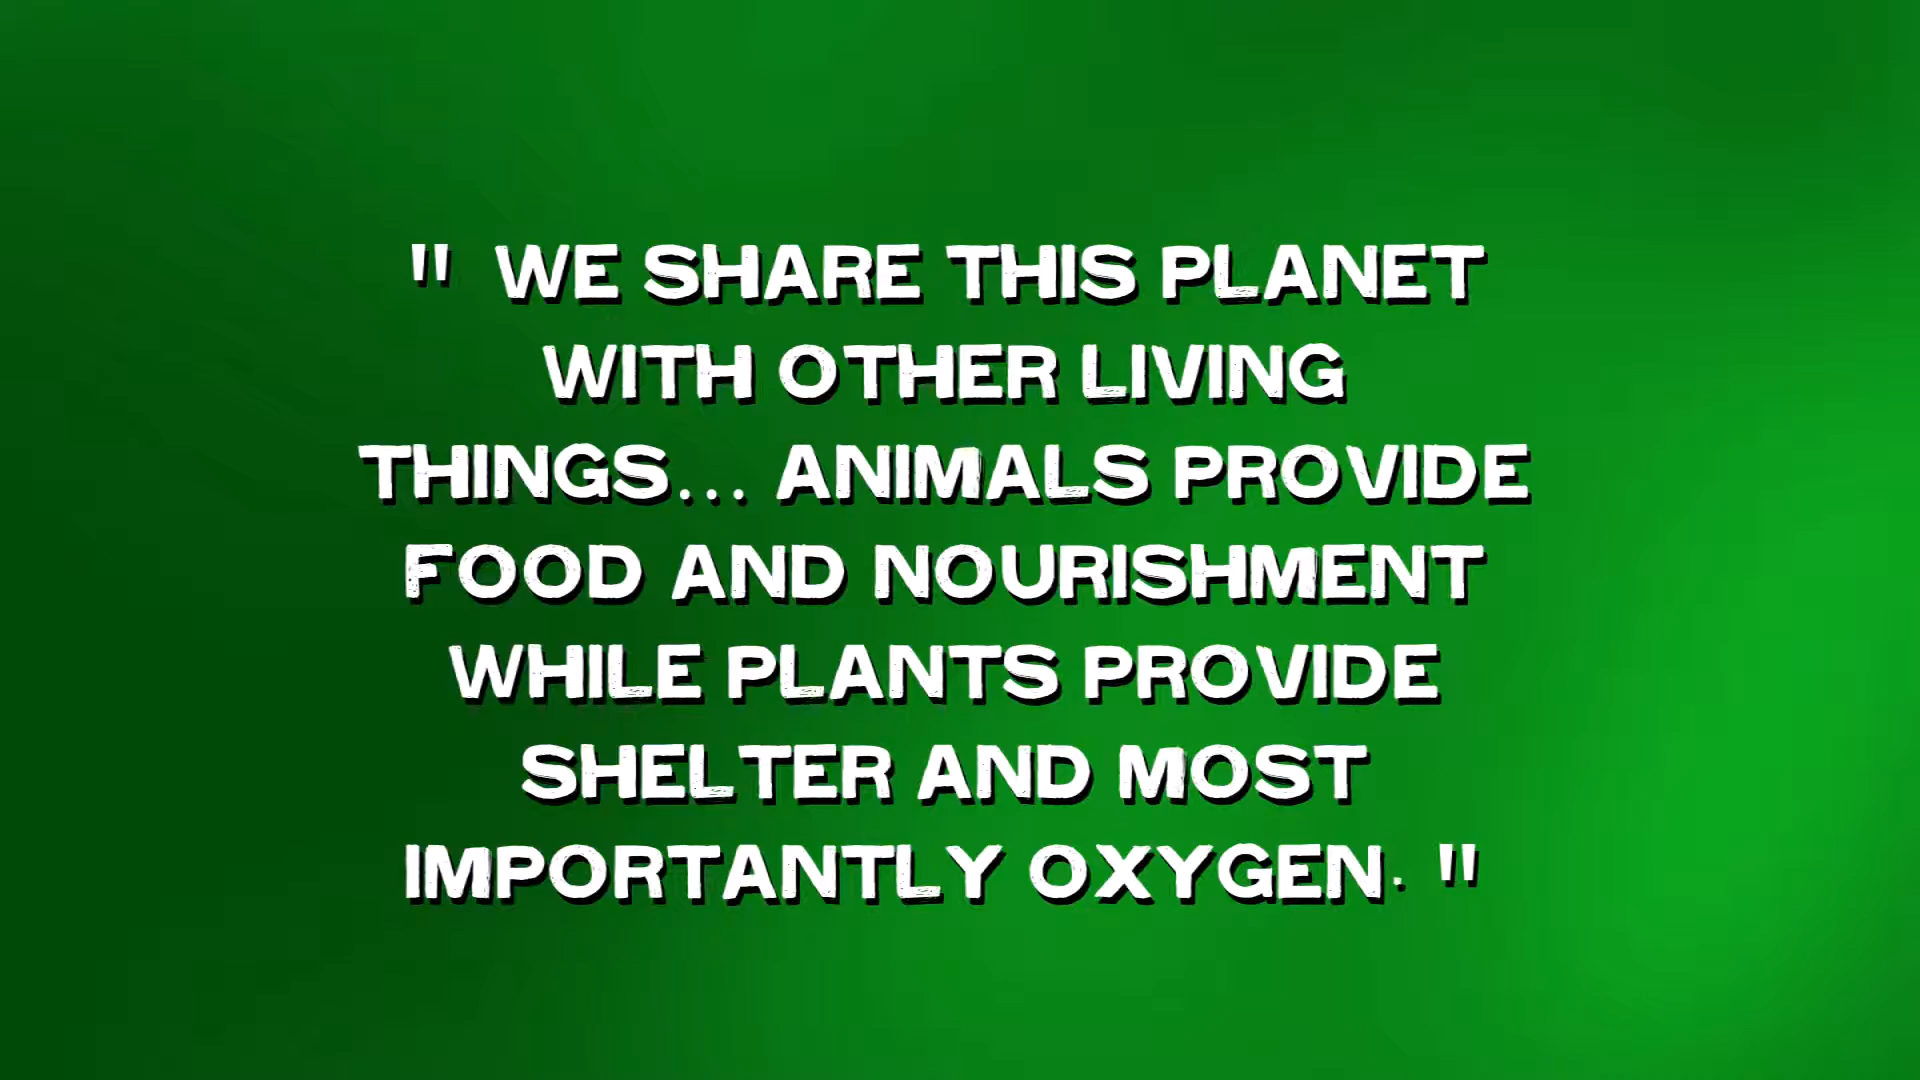 " WE SHARE THIS PLANET
WITH OTHER LIVING
THINGS... ANIMALS PROVIDE
FOOD AND NOURISHMENT
WHILE PLANTS PROVIDE
SHELTER AND MOST
IMPORTANTLY OXYGEN. "